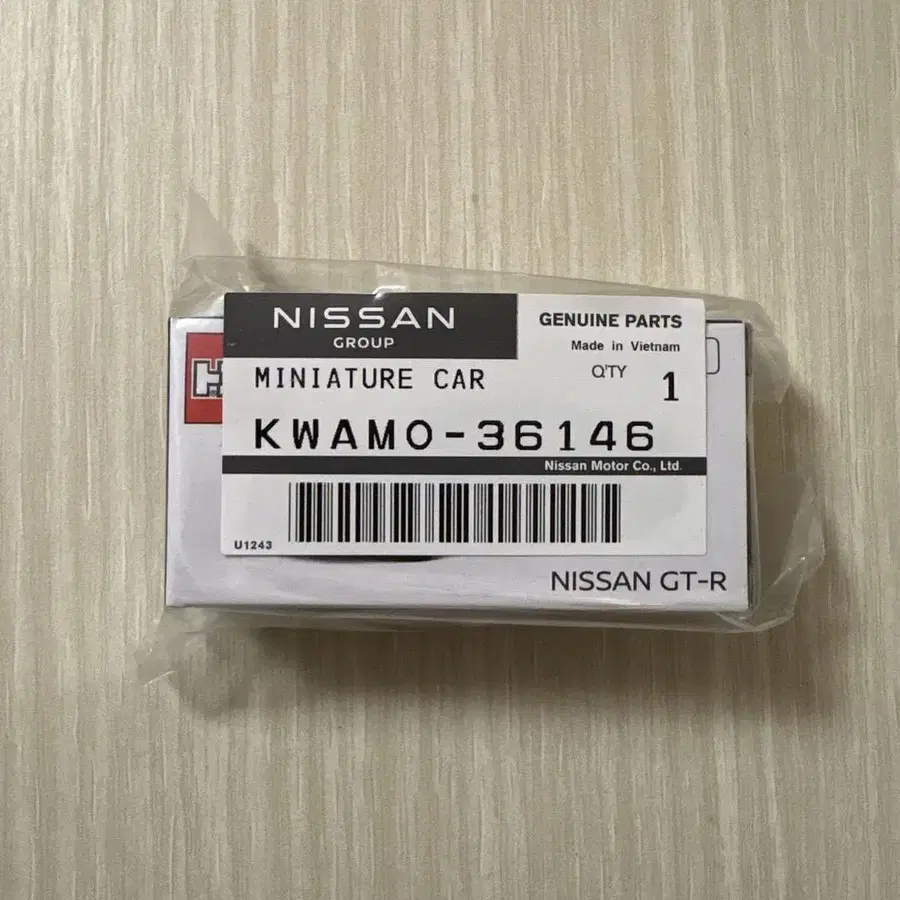 NISSAN
GROUP
GENUINE PARTS
Made in Vietnam
MINIATURE CAR
Q'TY 1
KWAMO-36146
Nissan Motor Co., Ltd.
U1243
NISSAN GT-R